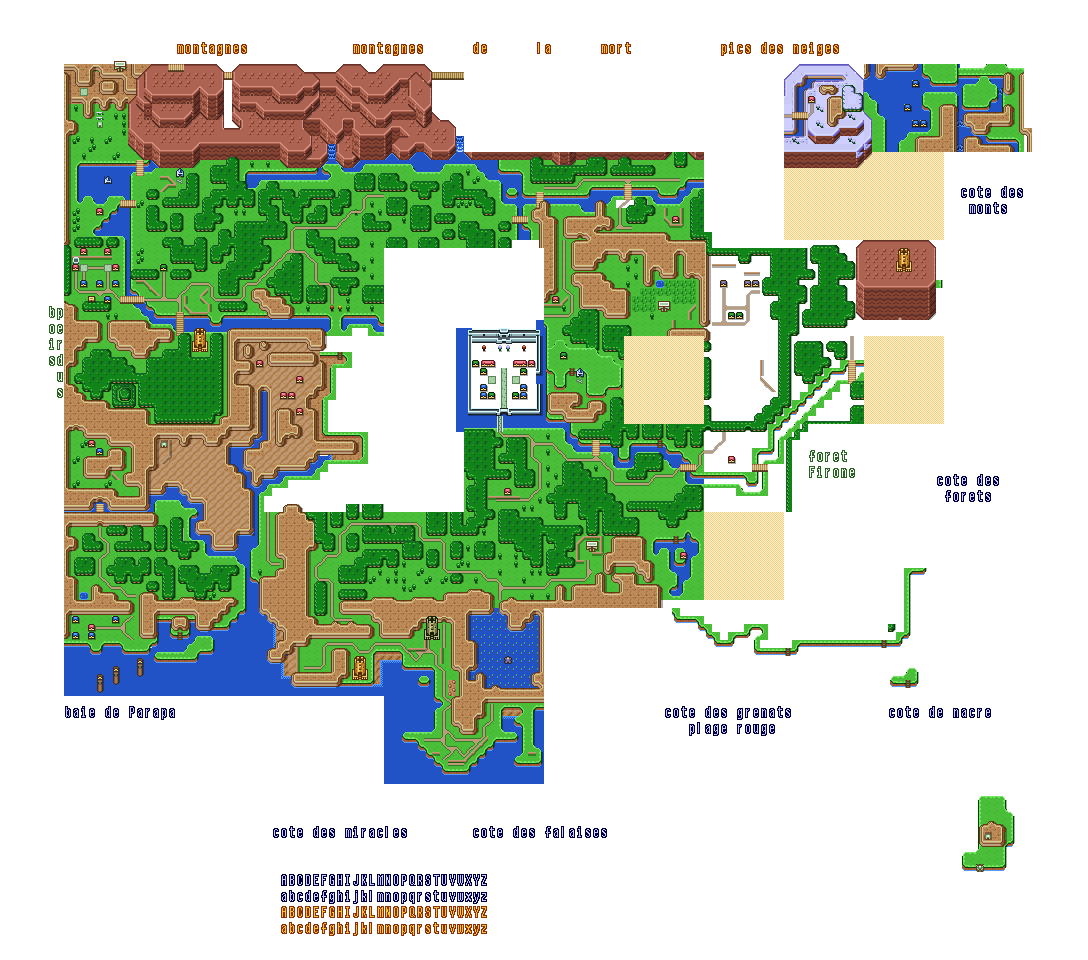 montagnes montagnes de la mort pics des neiges
cote des
monts
bp
oe
ir
sd
u
s
foret
Firone
cote des
forets
baie de Parapa
cote des grenats
plage rouge
cote de nacre
cote des miracles
cote des falaises
ABCDEFGHIJKLMNOPQRSTUVWXYZ
abcdefghijklmnopqrstuvwxyz
ABCDEFGHIJKLMNOPQRSTUVWXYZ
abcdefghijklmnopqrstuvwxyz